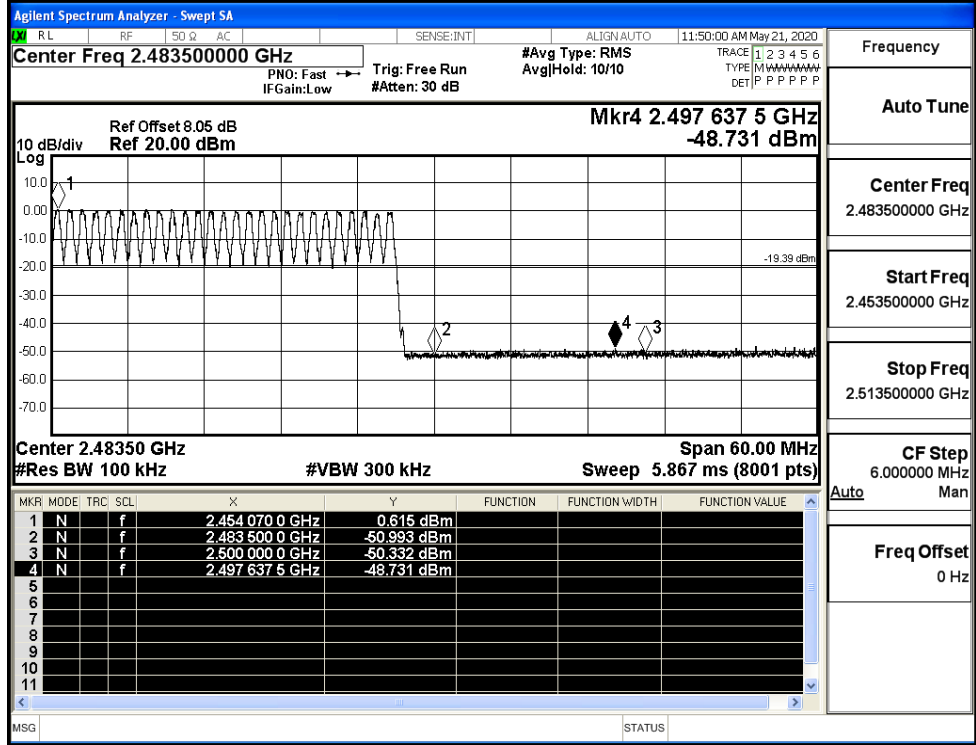 Agilent Spectrum Analyzer - Swept SA
LXI RL RF 50 Ω AC SENSE:INT ALIGNAUTO 11:50:00 AM May 21, 2020
Center Freq 2.483500000 GHz
PNO: Fast
IFGain:Low
Trig: Free Run
#Atten: 30 dB
#Avg Type: RMS
Avg|Hold: 10/10
TRACE 1 2 3 4 5 6
TYPE M WWWWW
DET P P P P P P
Ref Offset 8.05 dB
10 dB/div Ref 20.00 dBm
Log
Mkr4 2.497 637 5 GHz
-48.731 dBm
10.0
0.00
-10.0
-20.0
-30.0
-40.0
-50.0
-60.0
-70.0
1
2
4
3
-19.39 dBm
Center 2.48350 GHz Span 60.00 MHz
#Res BW 100 kHz #VBW 300 kHz Sweep 5.867 ms (8001 pts)
MKR MODE TRC SCL X Y FUNCTION FUNCTION WIDTH FUNCTION VALUE
1 N f 2.454 070 0 GHz 0.615 dBm
2 N f 2.483 500 0 GHz -50.993 dBm
3 N f 2.500 000 0 GHz -50.332 dBm
4 N f 2.497 637 5 GHz -48.731 dBm
5
6
7
8
9
10
11
MSG STATUS
Frequency
Auto Tune
Center Freq
2.483500000 GHz
Start Freq
2.453500000 GHz
Stop Freq
2.513500000 GHz
CF Step
6.000000 MHz
Auto Man
Freq Offset
0 Hz